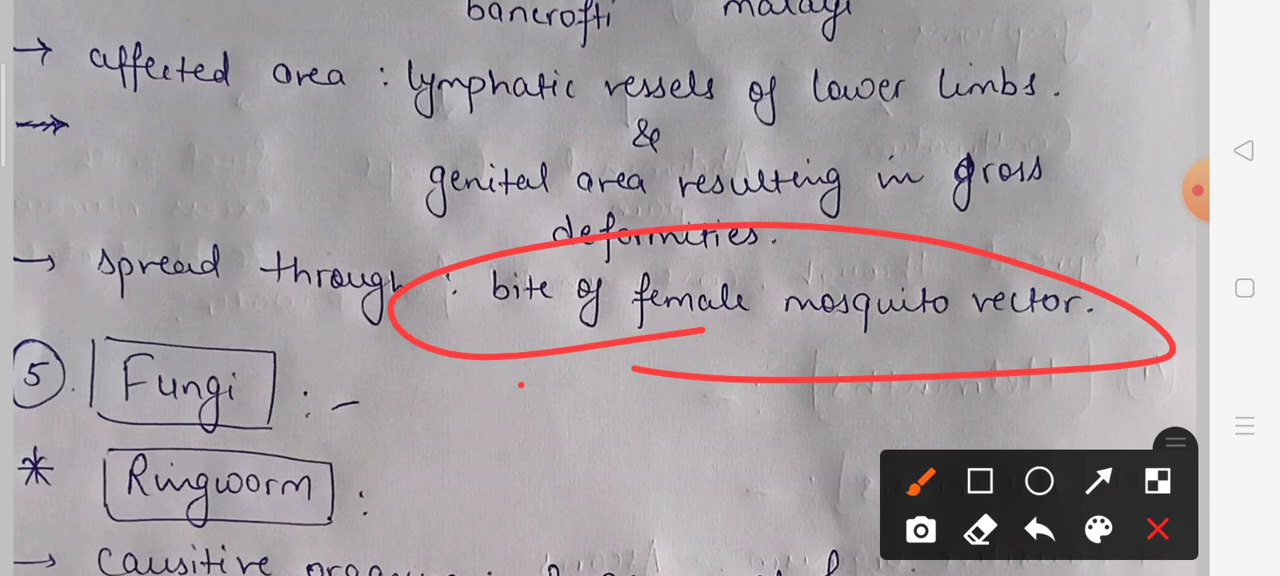 bancrofti malayi
→ affected area : lymphatic vessels of lower limbs.
→
&
genital area resulting in gross
deformities.
→ spread through : bite of female mosquito vector.
5. Fungi : -
* Ringworm :
→ Causitive